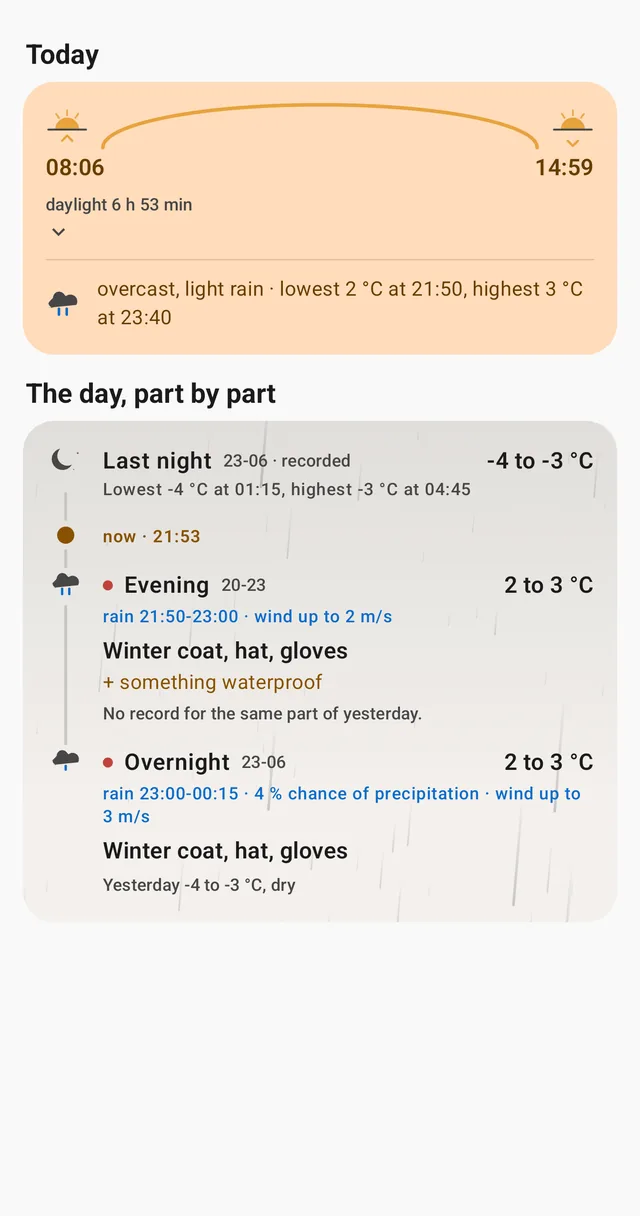 Today
08:06
14:59
daylight 6 h 53 min
overcast, light rain · lowest 2 °C at 21:50, highest 3 °C
at 23:40
The day, part by part
Last night 23-06 · recorded -4 to -3 °C
Lowest -4 °C at 01:15, highest -3 °C at 04:45
now · 21:53
Evening 20-23 2 to 3 °C
rain 21:50-23:00 · wind up to 2 m/s
Winter coat, hat, gloves
+ something waterproof
No record for the same part of yesterday.
Overnight 23-06 2 to 3 °C
rain 23:00-00:15 · 4 % chance of precipitation · wind up to
3 m/s
Winter coat, hat, gloves
Yesterday -4 to -3 °C, dry